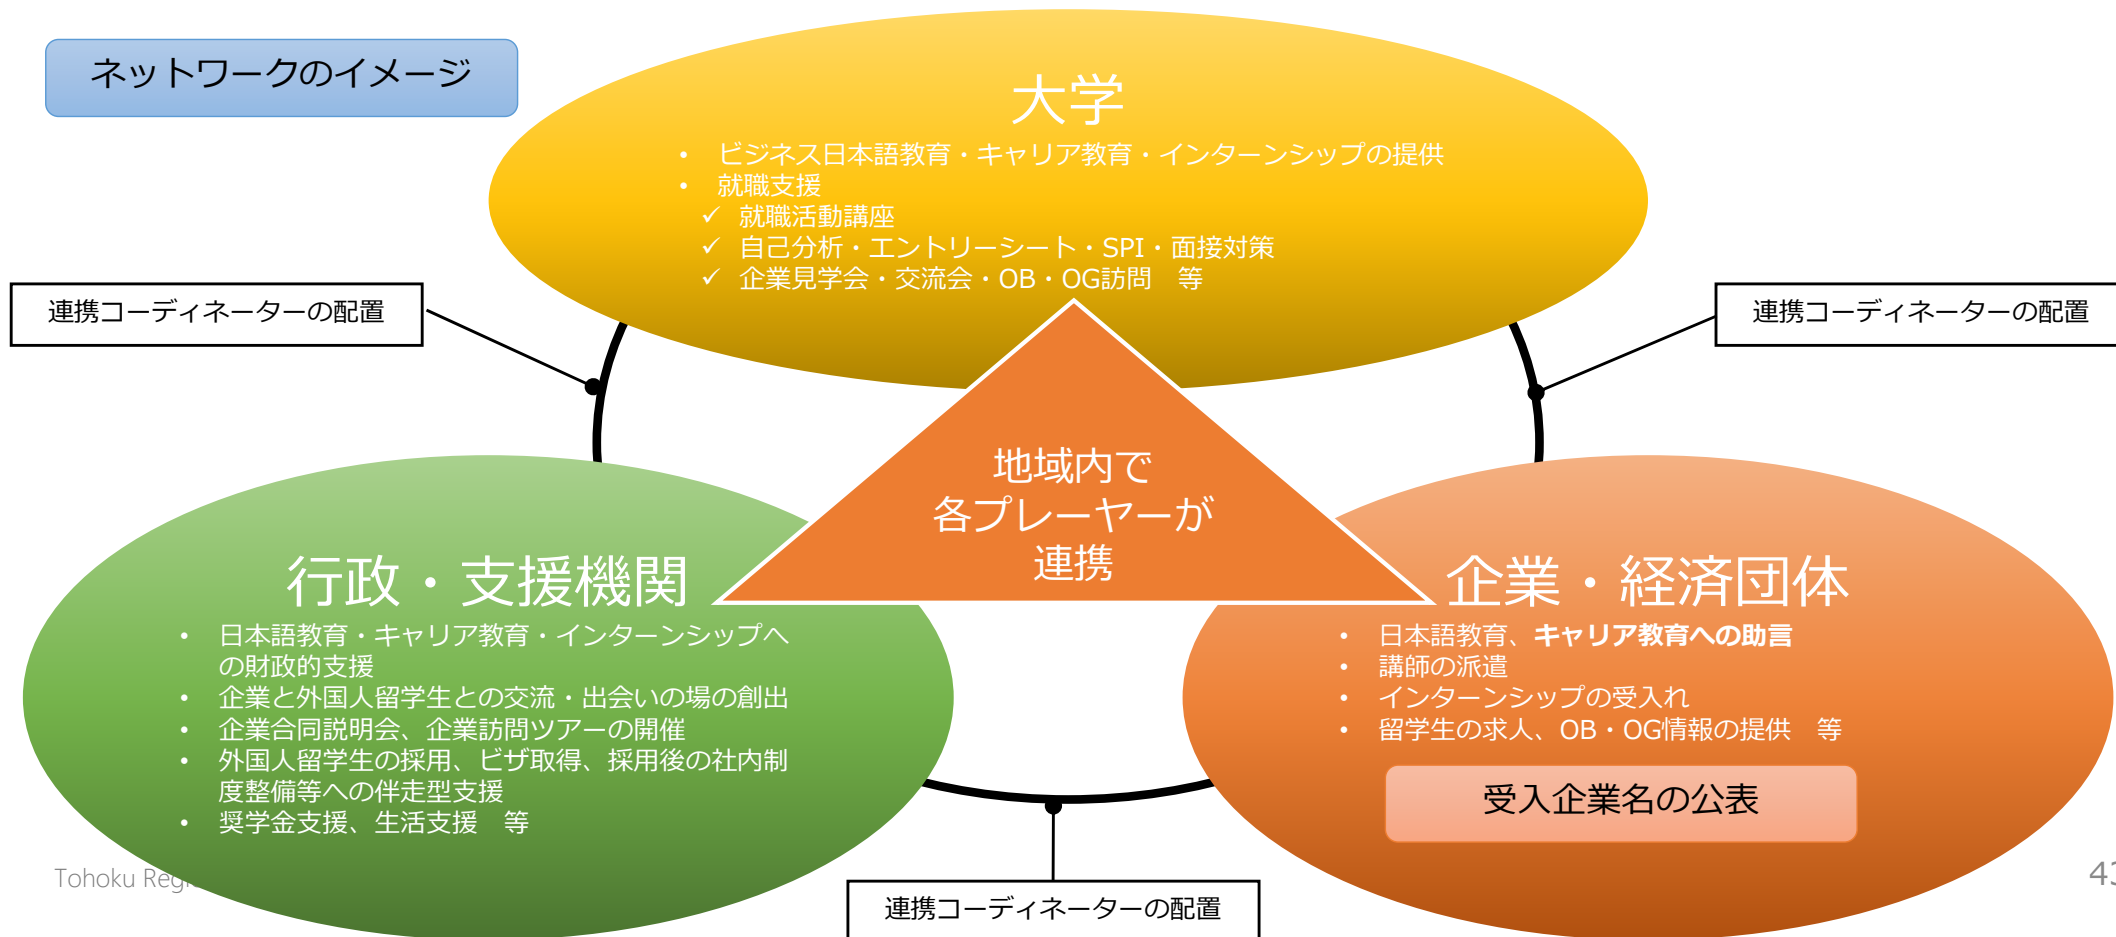 ネットワークのイメージ
大学
• ビジネス日本語教育・キャリア教育・インターンシップの提供
• 就職支援
✓ 就職活動講座
✓ 自己分析・エントリーシート・SPI・面接対策
✓ 企業見学会・交流会・OB・OG訪問　等
連携コーディネーターの配置
連携コーディネーターの配置
地域内で
各プレーヤーが
連携
行政・支援機関
• 日本語教育・キャリア教育・インターンシップへ
の財政的支援
• 企業と外国人留学生との交流・出会いの場の創出
• 企業合同説明会、企業訪問ツアーの開催
• 外国人留学生の採用、ビザ取得、採用後の社内制
度整備等への伴走型支援
• 奨学金支援、生活支援　等
企業・経済団体
• 日本語教育、キャリア教育への助言
• 講師の派遣
• インターンシップの受入れ
• 留学生の求人、OB・OG情報の提供　等
受入企業名の公表
Tohoku
連携コーディネーターの配置